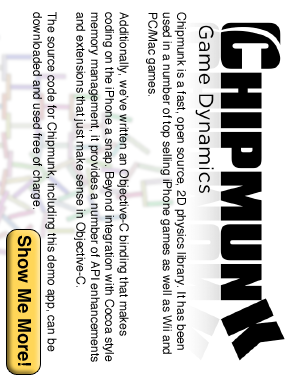 CHIPMUNK
Game Dynamics
Chipmunk is a fast, open source, 2D physics library. It has been
used in a number of top selling iPhone games as well as Wii and
PC/Mac games.
Additionally, we've written an Objective-C binding that makes
coding on the iPhone a snap. Beyond integration with Cocoa style
memory management, it provides a number of API enhancements
and extensions that just make sense in Objective-C.
The source code for Chipmunk, including this demo app, can be
downloaded and used free of charge.
Show Me More!